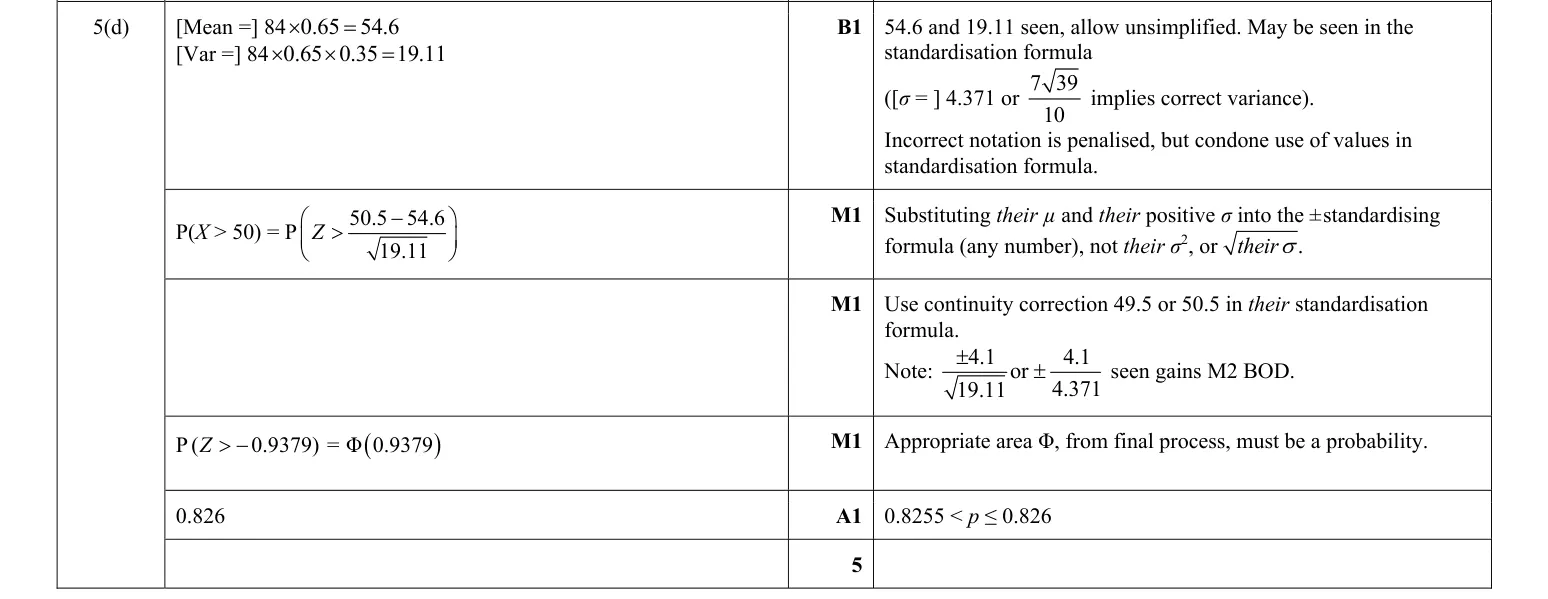 5(d) [Mean =] 84×0.65 = 54.6 B1 54.6 and 19.11 seen, allow unsimplified. May be seen in the
[Var =] 84×0.65×0.35 = 19.11 standardisation formula
([σ = ] 4.371 or 7√39/10 implies correct variance).
Incorrect notation is penalised, but condone use of values in
standardisation formula.
P(X > 50) = P(Z > (50.5 − 54.6)/√19.11) M1 Substituting their μ and their positive σ into the ±standardising
formula (any number), not their σ², or √their σ.
M1 Use continuity correction 49.5 or 50.5 in their standardisation
formula.
Note: ±4.1/√19.11 or ± 4.1/4.371 seen gains M2 BOD.
P(Z > −0.9379) = Φ(0.9379) M1 Appropriate area Φ, from final process, must be a probability.
0.826 A1 0.8255 < p ≤ 0.826
5